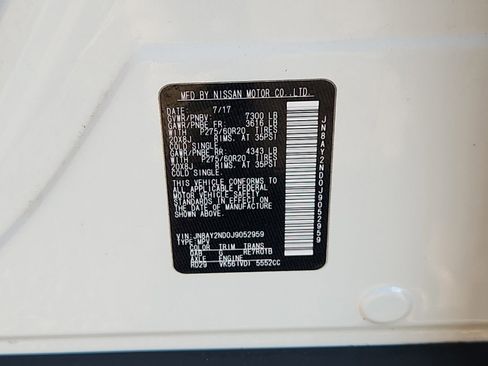 MFD BY NISSAN MOTOR CO.,LTD.
DATE: 7/17
GVWR/PNBV: 7300 LB
GAWR/PNBE FR: 3616 LB
WITH P275/60R20 TIRES
20X8J RIMS, AT 35PSI
COLD SINGLE.
GAWR/PNBE RR: 4343 LB
WITH P275/60R20 TIRES
20X8J RIMS, AT 35PSI
COLD SINGLE.
THIS VEHICLE CONFORMS TO
ALL APPLICABLE FEDERAL
MOTOR VEHICLE SAFETY
STANDARDS IN EFFECT ON
THE DATE OF MANUFACTURE
SHOWN ABOVE.
VIN: JN8AY2ND0J9052959
TYPE: MPV
COLOR TRIM TRANS
QAB G RE7R01B
AXLE ENGINE
RD29 VK56(VD) 5552CC
JN8AY2ND0J9052959